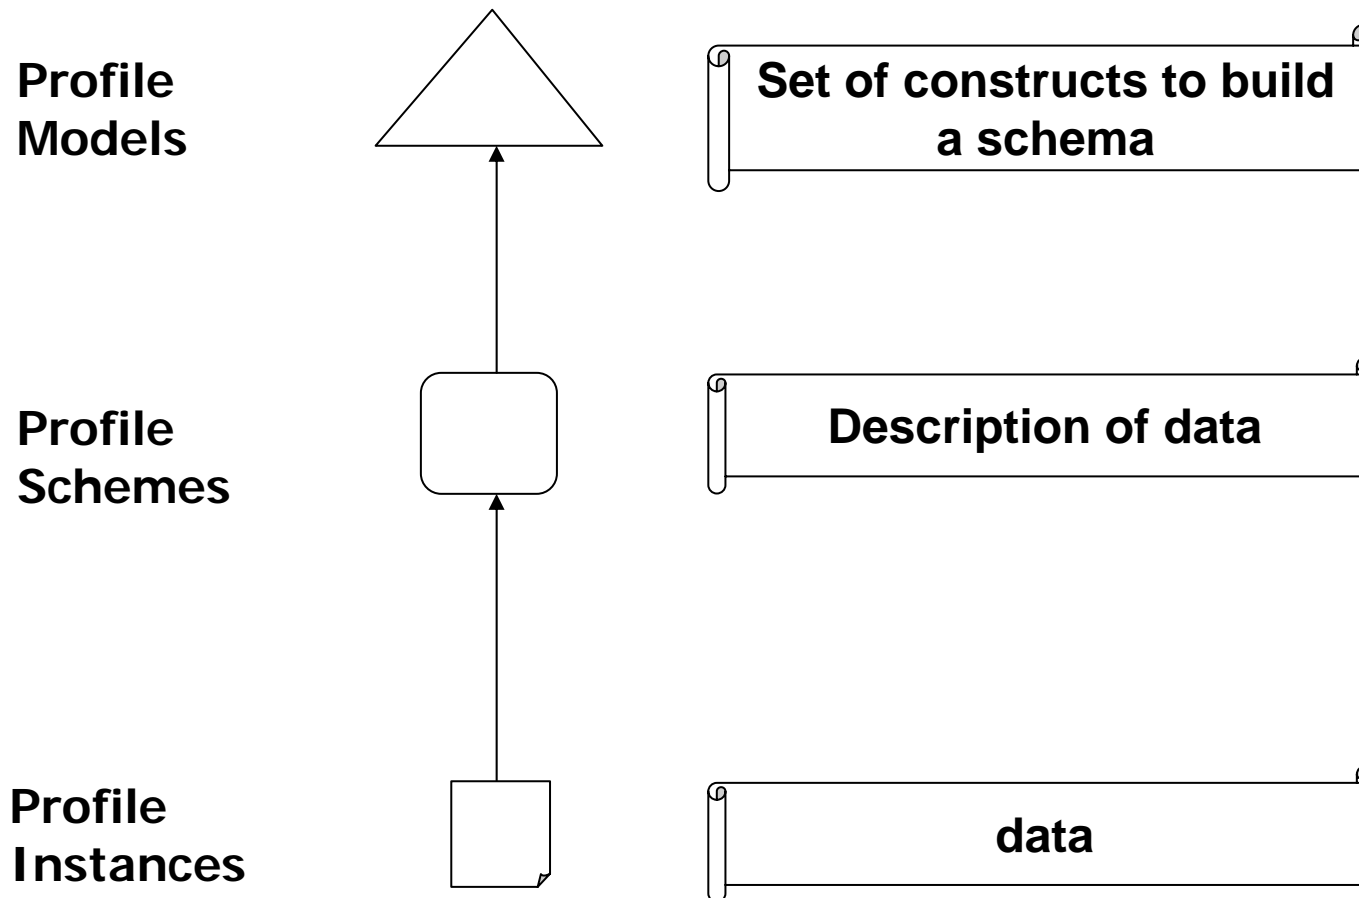 Profile
Models
Set of constructs to build
a schema
Profile
Schemes
Description of data
Profile
Instances
data